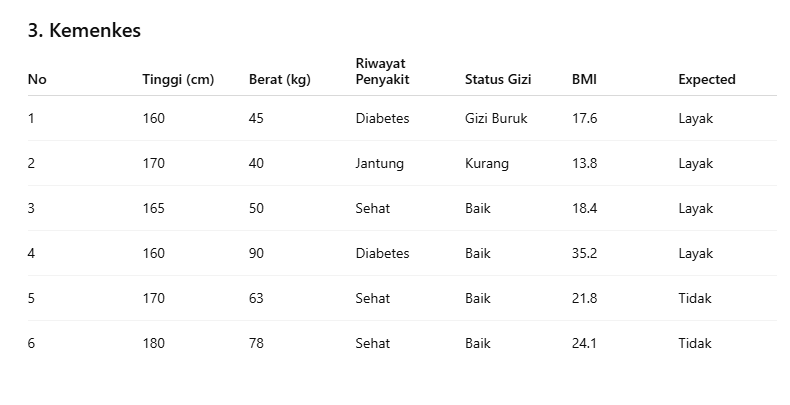 3. Kemenkes
No Tinggi (cm) Berat (kg) Riwayat Penyakit Status Gizi BMI Expected
1 160 45 Diabetes Gizi Buruk 17.6 Layak
2 170 40 Jantung Kurang 13.8 Layak
3 165 50 Sehat Baik 18.4 Layak
4 160 90 Diabetes Baik 35.2 Layak
5 170 63 Sehat Baik 21.8 Tidak
6 180 78 Sehat Baik 24.1 Tidak